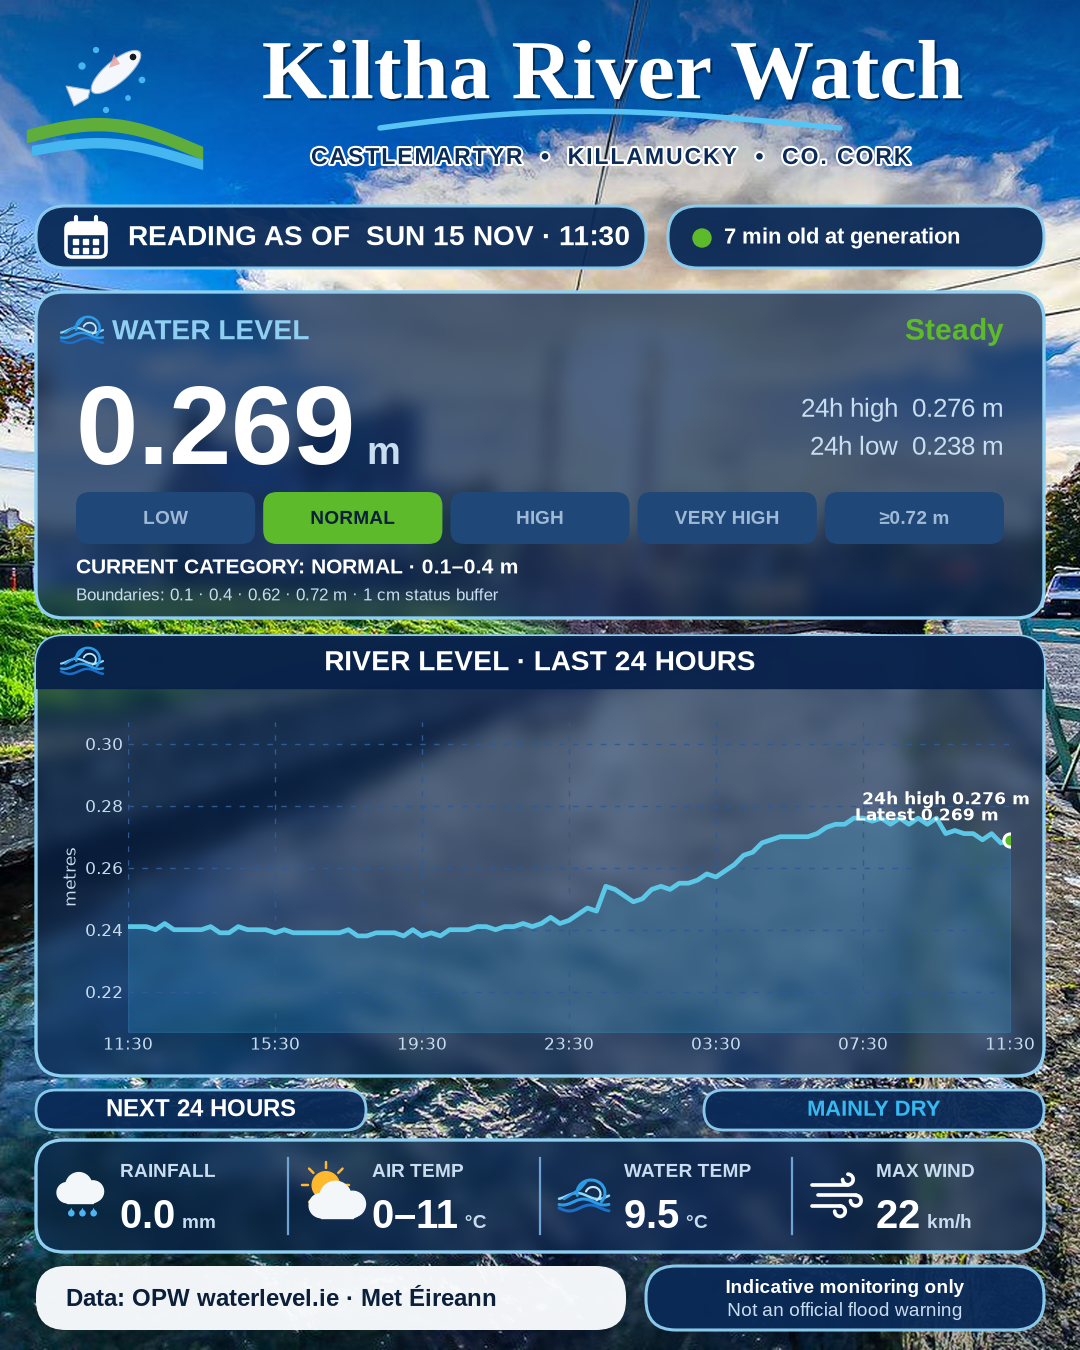 Kiltha River Watch
CASTLEMARTYR • KILLAMUCKY • CO. CORK
READING AS OF SUN 15 NOV · 11:30
7 min old at generation
WATER LEVEL
Steady
0.269 m
24h high 0.276 m
24h low 0.238 m
LOW
NORMAL
HIGH
VERY HIGH
≥0.72 m
CURRENT CATEGORY: NORMAL · 0.1–0.4 m
Boundaries: 0.1 · 0.4 · 0.62 · 0.72 m · 1 cm status buffer
RIVER LEVEL · LAST 24 HOURS
0.30
0.28
0.26
0.24
0.22
metres
24h high 0.276 m
Latest 0.269 m
11:30 15:30 19:30 23:30 03:30 07:30 11:30
NEXT 24 HOURS
MAINLY DRY
RAINFALL
0.0 mm
AIR TEMP
0–11 °C
WATER TEMP
9.5 °C
MAX WIND
22 km/h
Data: OPW waterlevel.ie · Met Éireann
Indicative monitoring only
Not an official flood warning